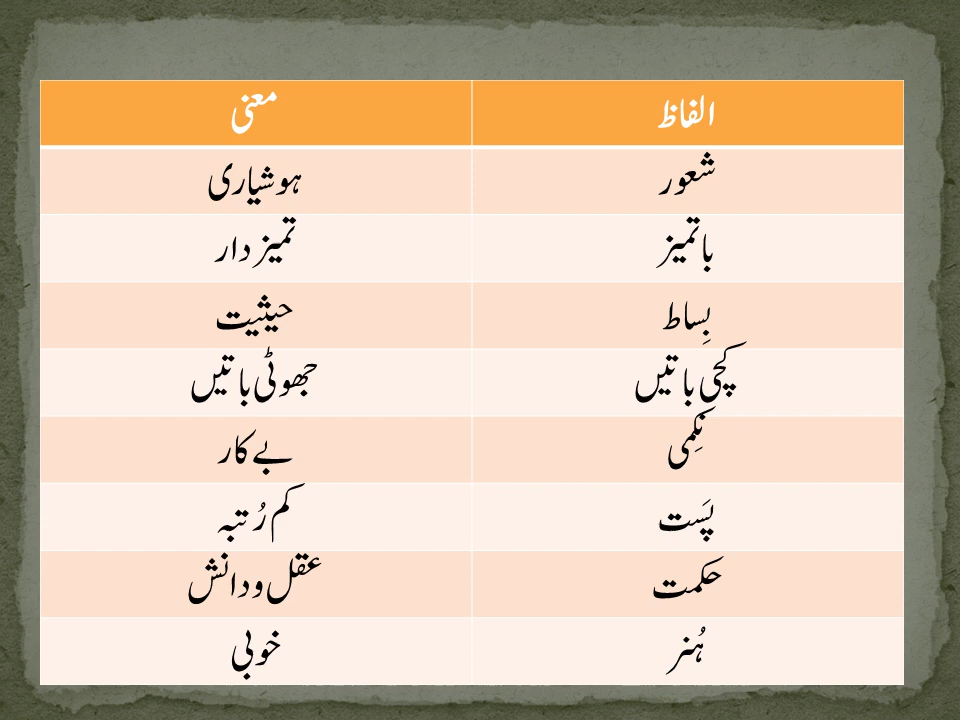 الفاظ معنی
شعور ہوشیاری
باتمیز تمیز دار
بِساط حیثیت
کچی باتیں جھوٹی باتیں
نِکمی بے کار
پَست کم رُتبہ
حکمت عقل و دانش
ہُنر خوبی